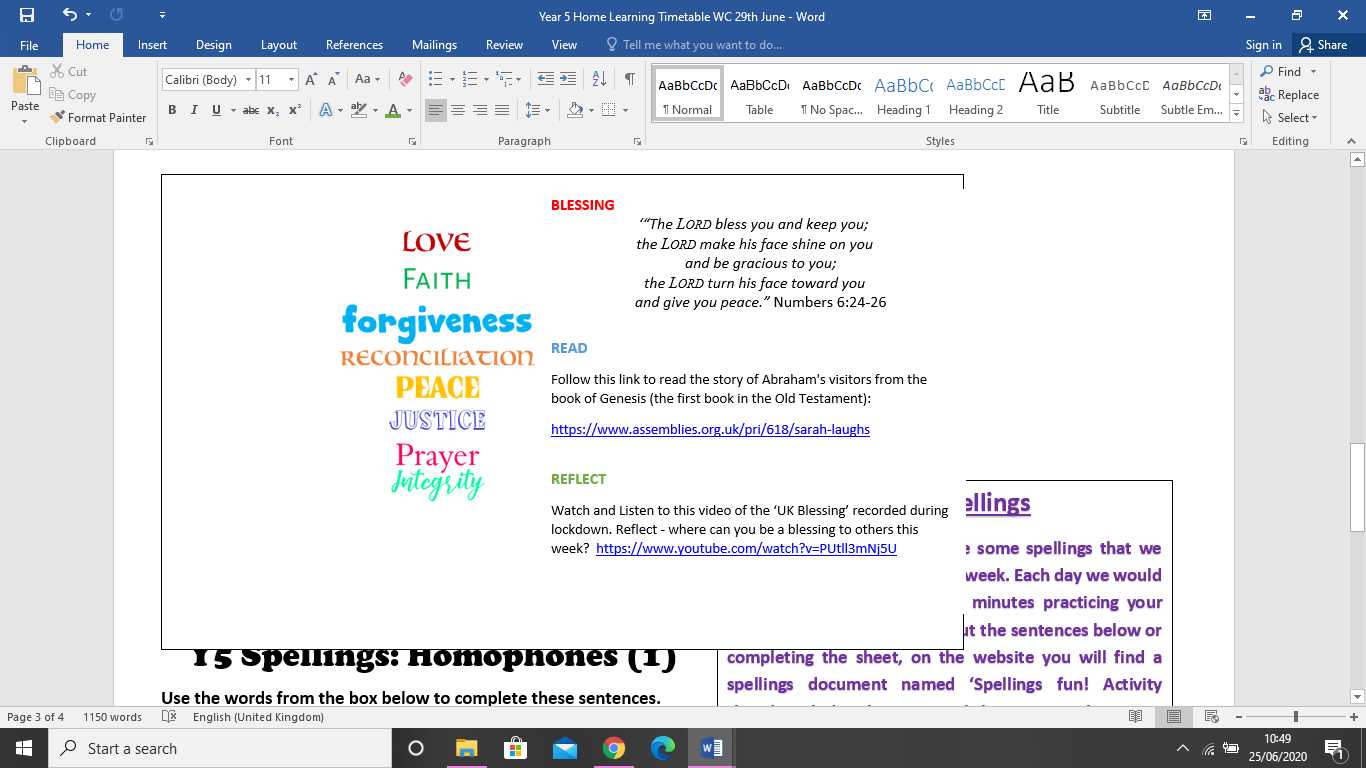 Year 5 Home Learning Timetable WC 29th June - Word
File Home Insert Design Layout References Mailings Review View Tell me what you want to do... Sign in Share
Paste
Cut
Copy
Format Painter
Clipboard
Calibri (Body) 11
A A Aa
B I U abc x₂ x² A ab A
Font
Paragraph
AaBbCcDc AaBbCcDc AaBbCcDc AaBbCc AaBbCcD AaB AaBbCcD AaBbCcDc
¶ Normal Table ¶ No Spac... Heading 1 Heading 2 Title Subtitle Subtle Em...
Styles
Find
Replace
Select
Editing
LOVE
FAITH
forgiveness
RECONCILIATION
PEACE
JUSTICE
Prayer
Integrity
BLESSING
‘“The LORD bless you and keep you;
the LORD make his face shine on you
and be gracious to you;
the LORD turn his face toward you
and give you peace.” Numbers 6:24-26
READ
Follow this link to read the story of Abraham's visitors from the
book of Genesis (the first book in the Old Testament):
https://www.assemblies.org.uk/pri/618/sarah-laughs
REFLECT
Watch and Listen to this video of the ‘UK Blessing’ recorded during
lockdown. Reflect - where can you be a blessing to others this
week? https://www.youtube.com/watch?v=PUtll3mNj5U
ellings
e some spellings that we
week. Each day we would
minutes practicing your
ut the sentences below or
completing the sheet, on the website you will find a
spellings document named ‘Spellings fun! Activity
Y5 Spellings: Homophones (1)
Use the words from the box below to complete these sentences.
Page 3 of 4 1150 words English (United Kingdom)
Start a search
10:49
25/06/2020
1